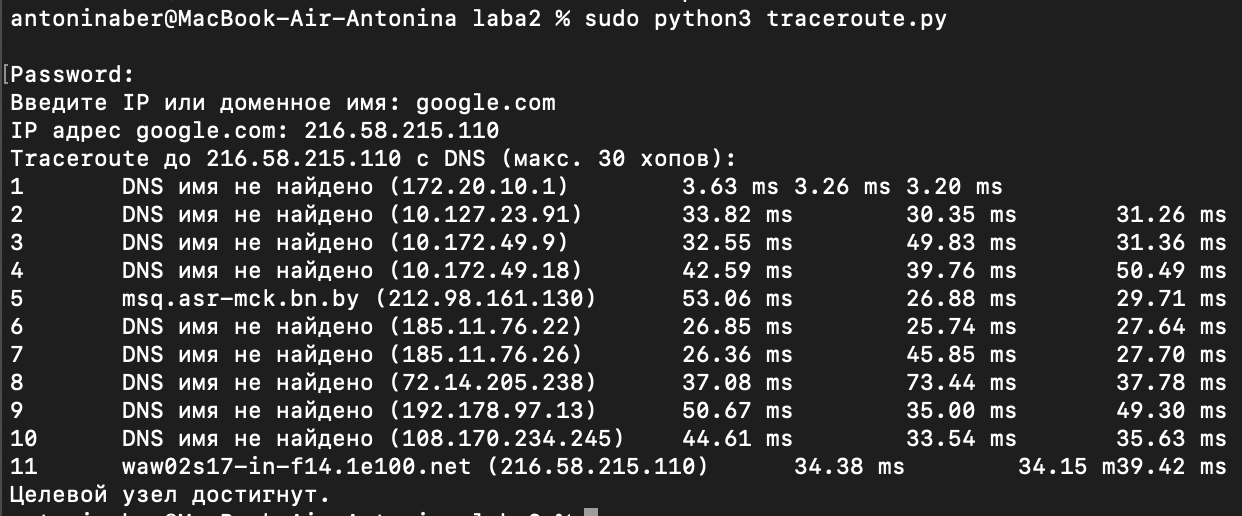 antoninaber@MacBook-Air-Antonina laba2 % sudo python3 traceroute.py
[Password:
Введите IP или доменное имя: google.com
IP адрес google.com: 216.58.215.110
Traceroute до 216.58.215.110 с DNS (макс. 30 хопов):
1 DNS имя не найдено (172.20.10.1) 3.63 ms 3.26 ms 3.20 ms
2 DNS имя не найдено (10.127.23.91) 33.82 ms 30.35 ms 31.26 ms
3 DNS имя не найдено (10.172.49.9) 32.55 ms 49.83 ms 31.36 ms
4 DNS имя не найдено (10.172.49.18) 42.59 ms 39.76 ms 50.49 ms
5 msq.asr-mck.bn.by (212.98.161.130) 53.06 ms 26.88 ms 29.71 ms
6 DNS имя не найдено (185.11.76.22) 26.85 ms 25.74 ms 27.64 ms
7 DNS имя не найдено (185.11.76.26) 26.36 ms 45.85 ms 27.70 ms
8 DNS имя не найдено (72.14.205.238) 37.08 ms 73.44 ms 37.78 ms
9 DNS имя не найдено (192.178.97.13) 50.67 ms 35.00 ms 49.30 ms
10 DNS имя не найдено (108.170.234.245) 44.61 ms 33.54 ms 35.63 ms
11 waw02s17-in-f14.1e100.net (216.58.215.110) 34.38 ms 34.15 m39.42 ms
Целевой узел достигнут.
antoninaber@MacBook-Air-Antonina laba2 %